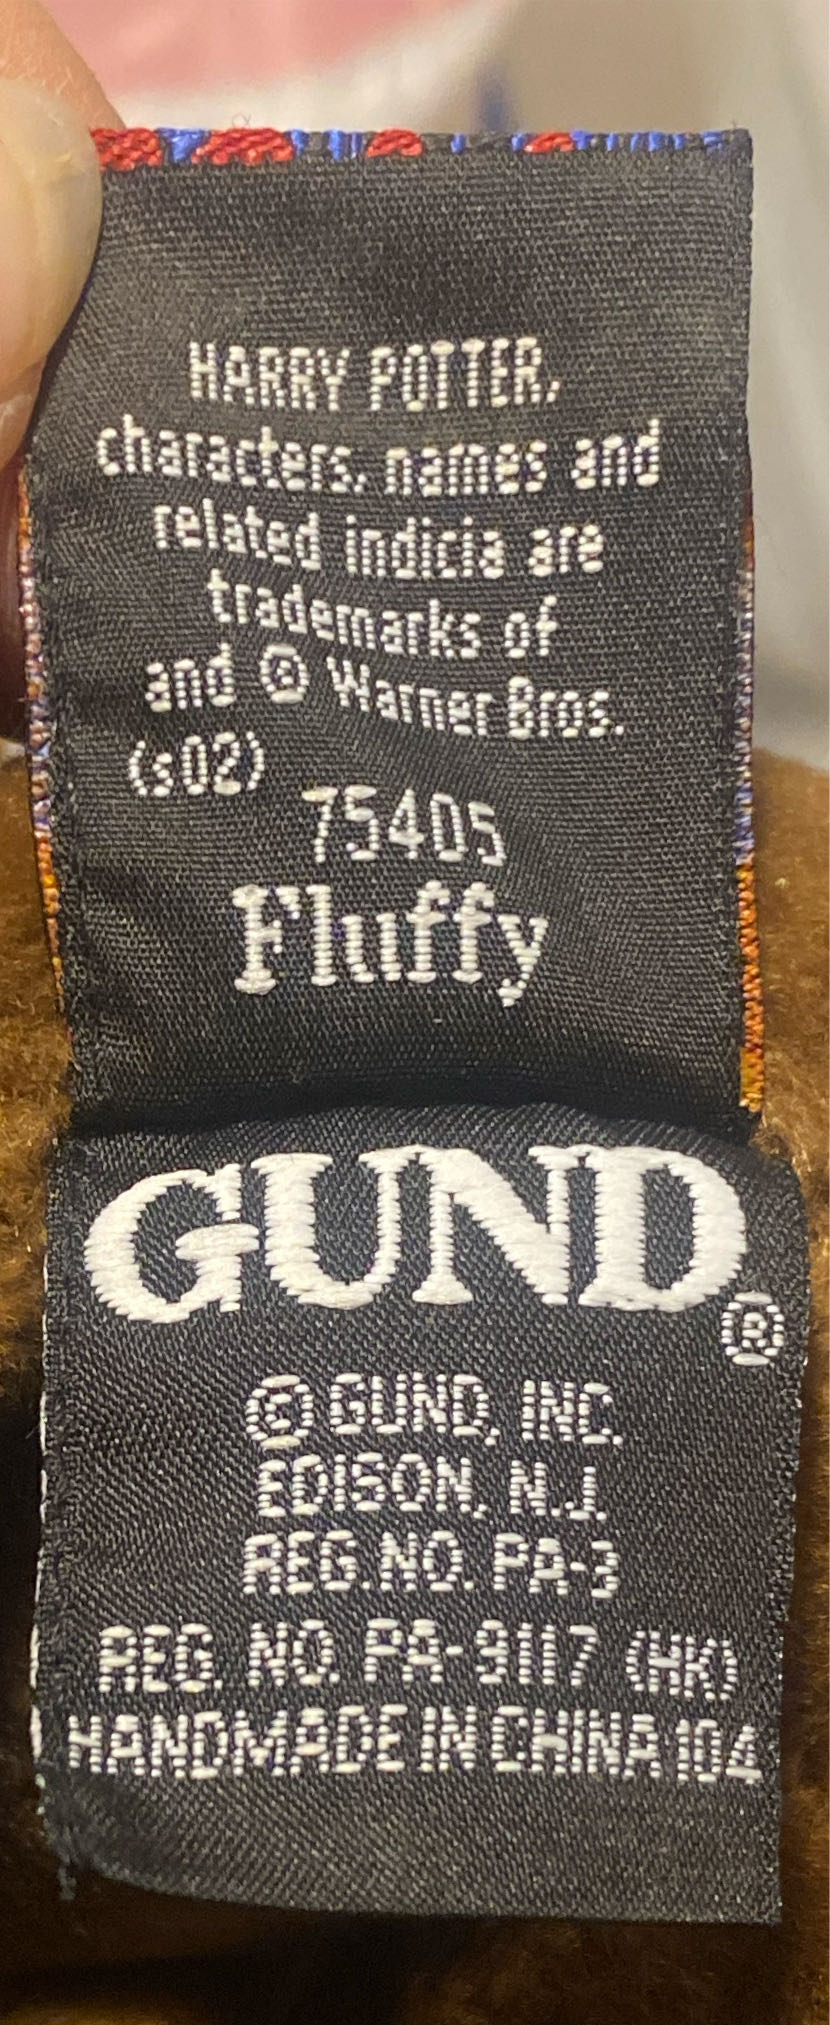 HARRY POTTER,
characters, names and
related indicia are
trademarks of
and © Warner Bros.
(s02)
75405
Fluffy
GUND®
© GUND, INC.
EDISON, N.J.
REG.NO. PA-3
REG. NO. PA-9117 (HK)
HANDMADE IN CHINA 104